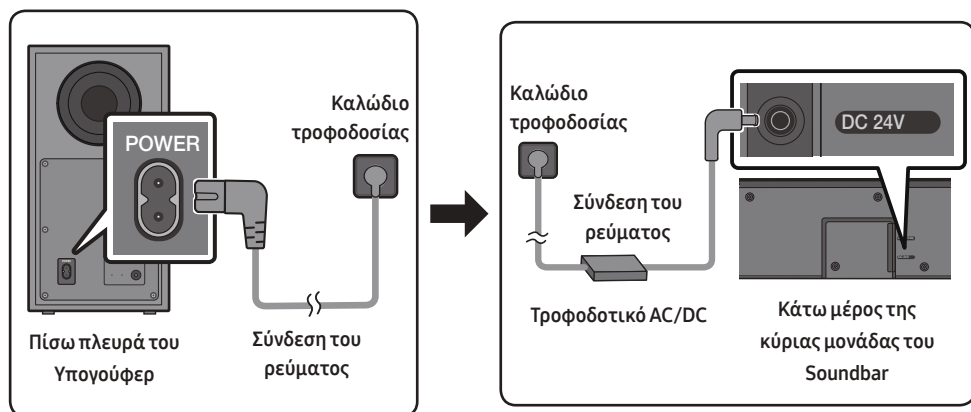 POWER
Καλώδιο
τροφοδοσίας
Πίσω πλευρά του
Υπογούφερ
Σύνδεση του
ρεύματος
Καλώδιο
τροφοδοσίας
DC 24V
Σύνδεση του
ρεύματος
Τροφοδοτικό AC/DC
Κάτω μέρος της
κύριας μονάδας του
Soundbar